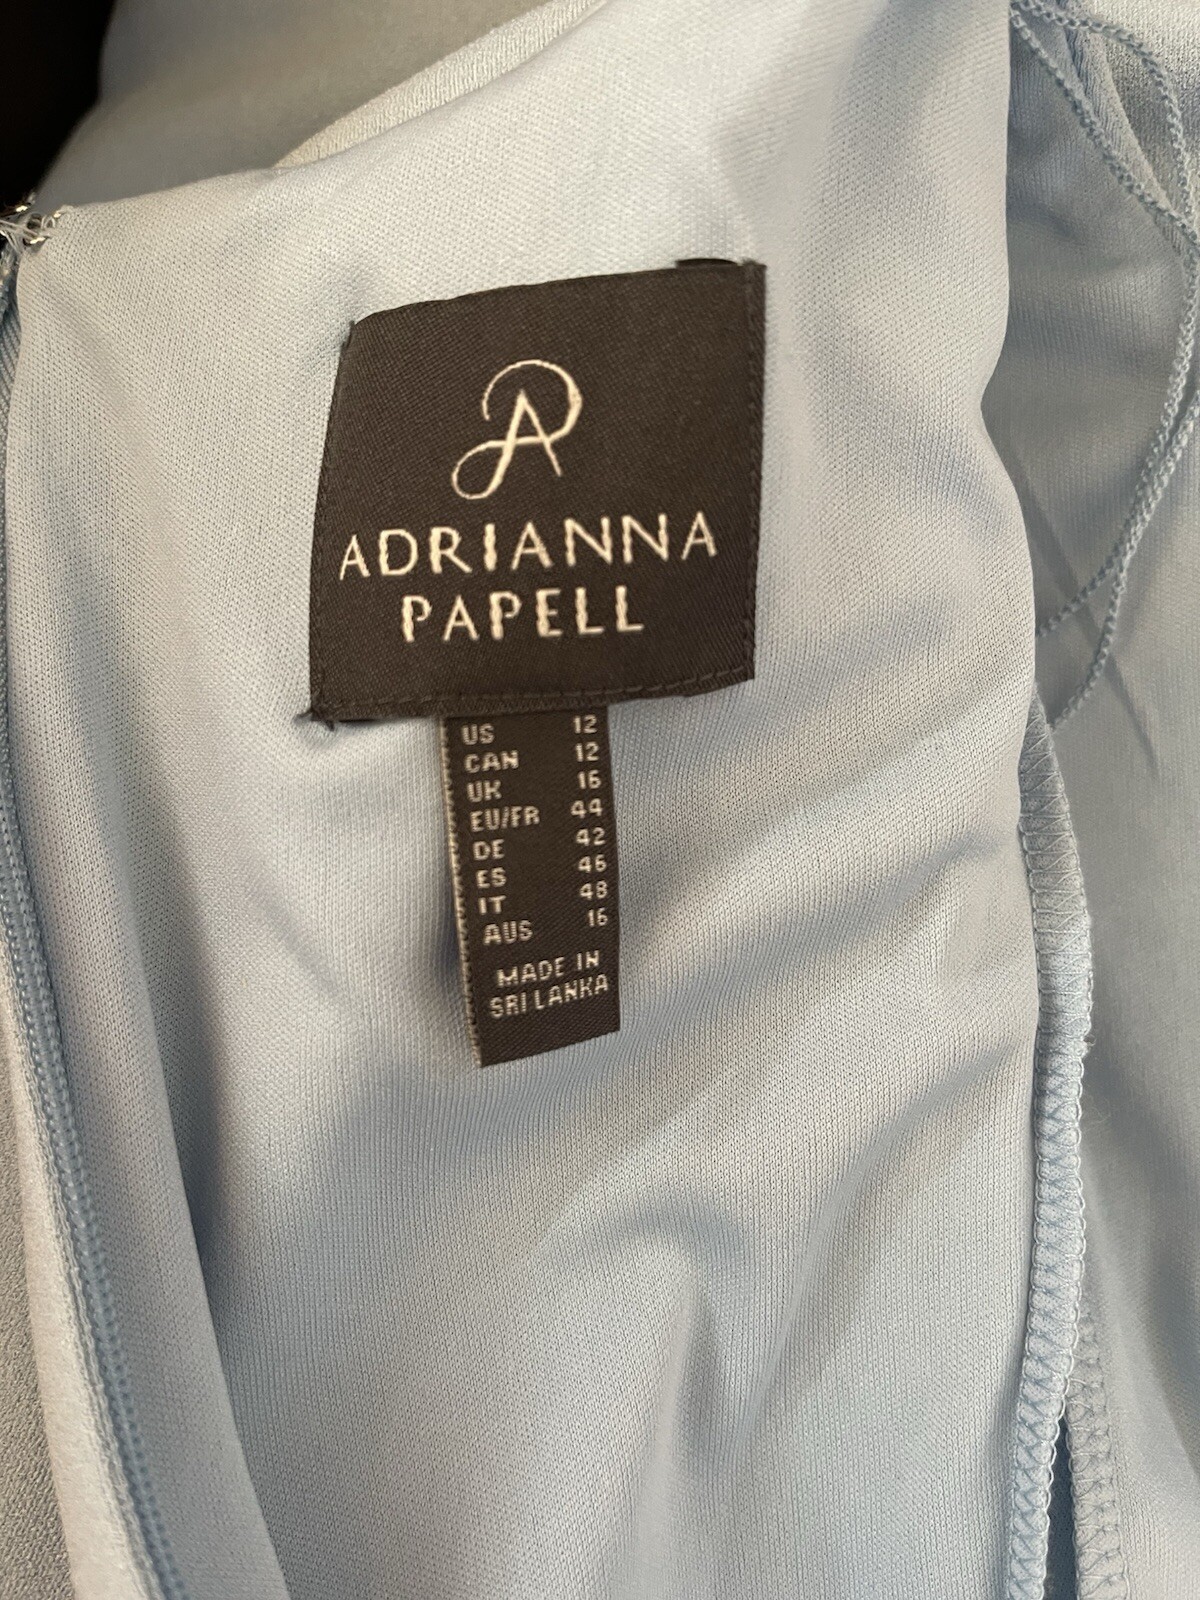 ADRIANNA
PAPELL
US 12
CAN 12
UK 16
EU/FR 44
DE 42
ES 46
IT 48
AUS 16
MADE IN
SRI LANKA